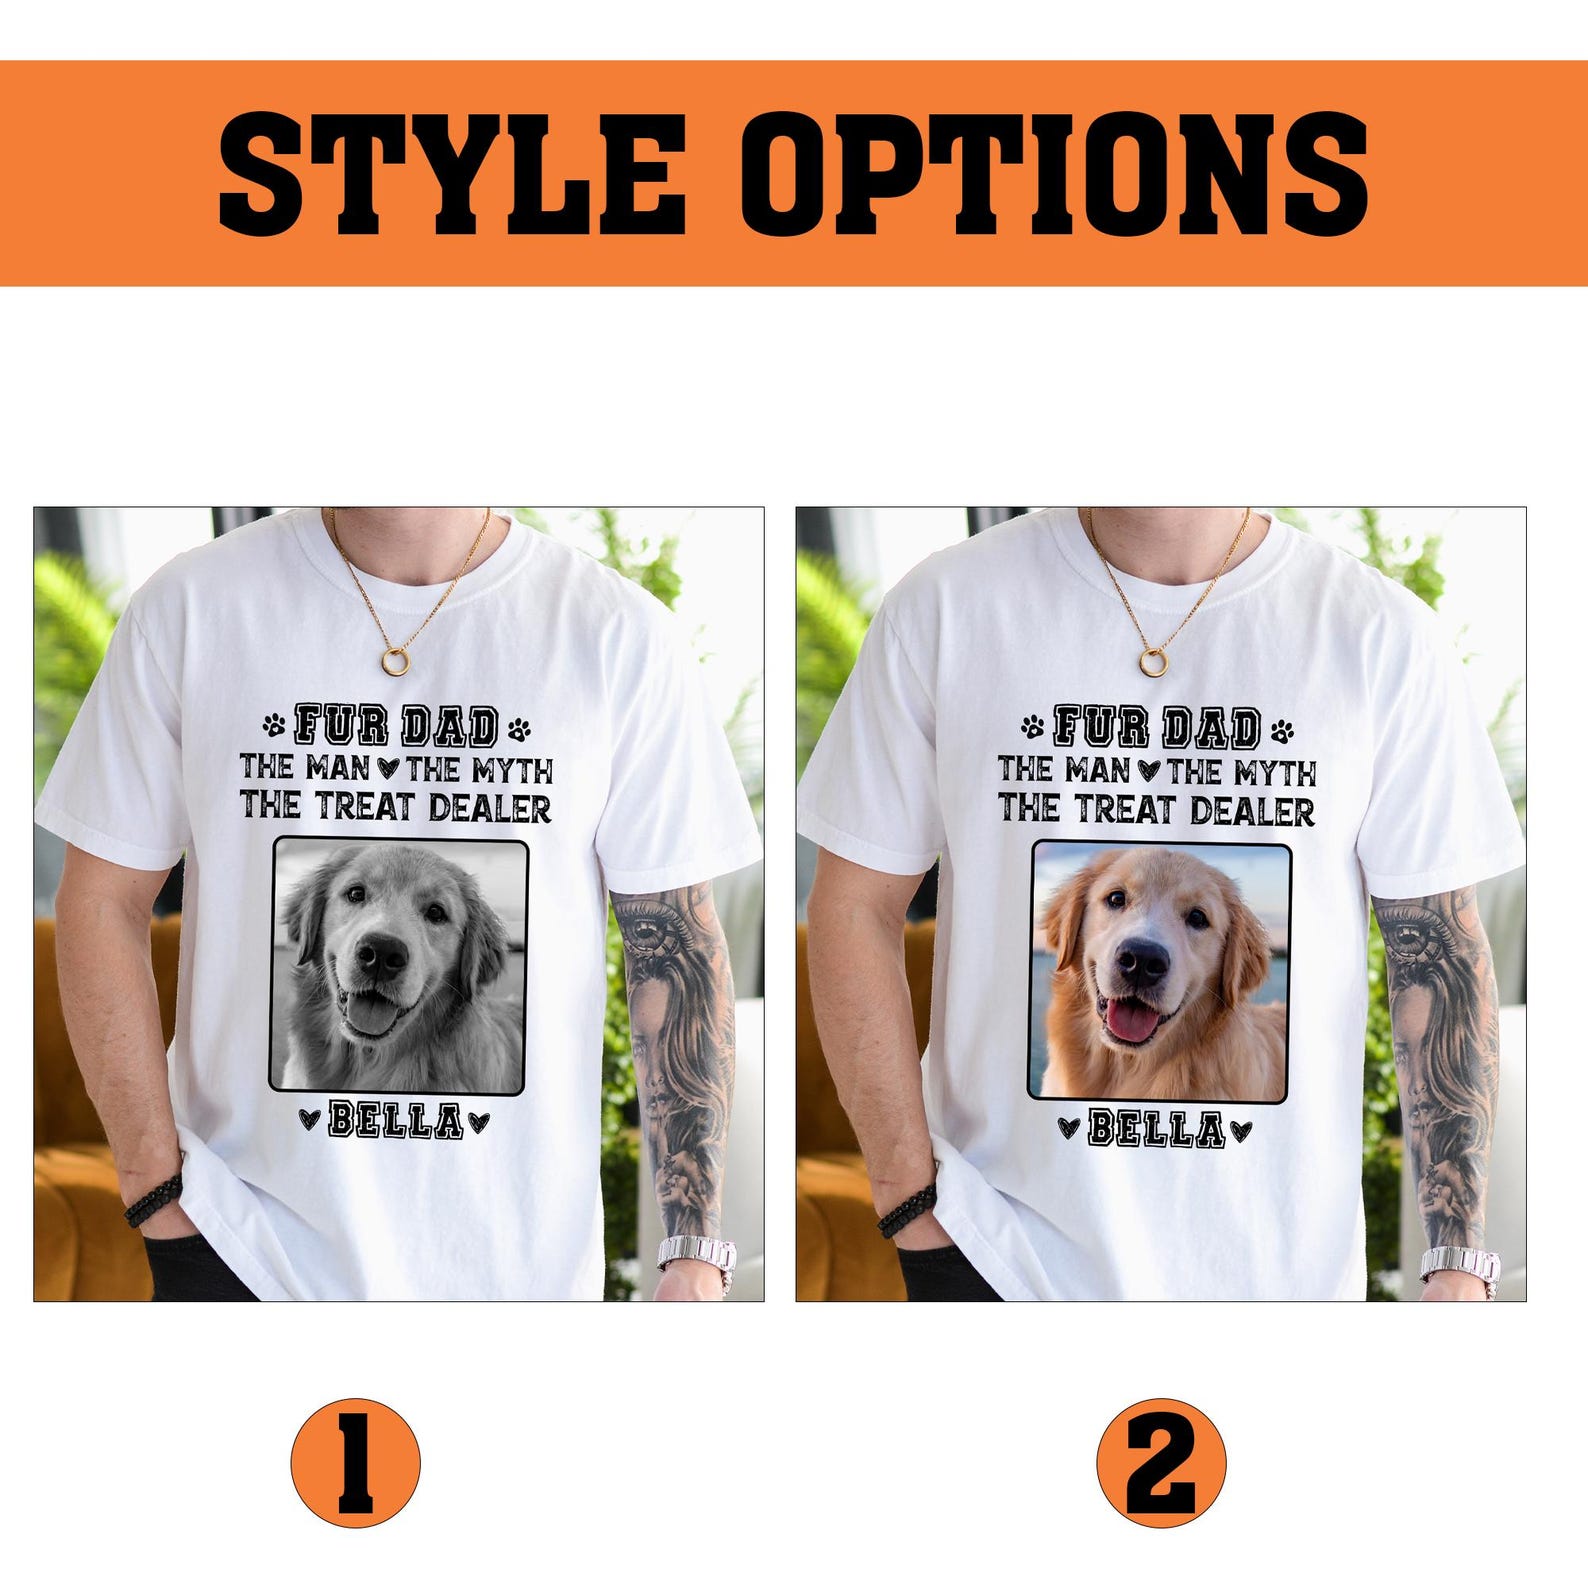 STYLE OPTIONS
FUR DAD
THE MAN THE MYTH
THE TREAT DEALER
BELLA
FUR DAD
THE MAN THE MYTH
THE TREAT DEALER
BELLA
1
2